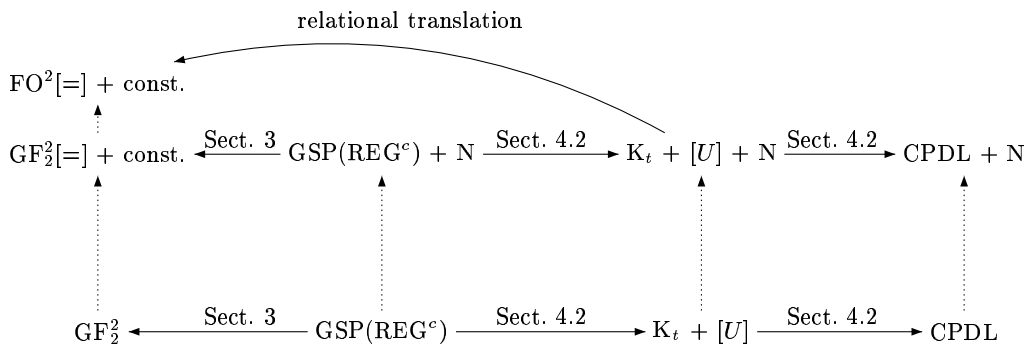 relational translation
FO²[=] + const.
Sect. 3 Sect. 4.2 Sect. 4.2
GF²₂[=] + const. GSP(REGᶜ) + N Kₜ + [U] + N CPDL + N
Sect. 3 Sect. 4.2 Sect. 4.2
GF²₂ GSP(REGᶜ) Kₜ + [U] CPDL